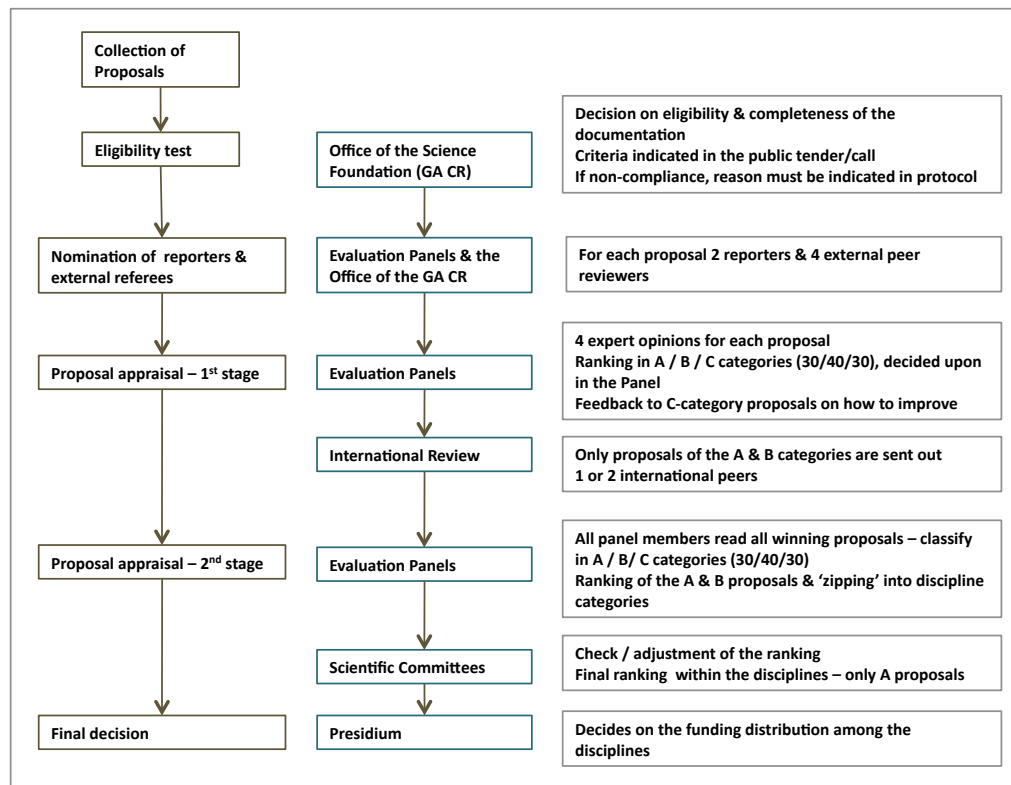 Collection of
Proposals
Eligibility test
Office of the Science
Foundation (GA CR)
Decision on eligibility & completeness of the
documentation
Criteria indicated in the public tender/call
If non-compliance, reason must be indicated in protocol
Nomination of reporters &
external referees
Evaluation Panels & the
Office of the GA CR
For each proposal 2 reporters & 4 external peer
reviewers
Proposal appraisal – 1st stage
Evaluation Panels
4 expert opinions for each proposal
Ranking in A / B / C categories (30/40/30), decided upon
in the Panel
Feedback to C-category proposals on how to improve
International Review
Only proposals of the A & B categories are sent out
1 or 2 international peers
Proposal appraisal – 2nd stage
Evaluation Panels
All panel members read all winning proposals – classify
in A / B/ C categories (30/40/30)
Ranking of the A & B proposals & ‘zipping’ into discipline
categories
Scientific Committees
Check / adjustment of the ranking
Final ranking within the disciplines – only A proposals
Final decision
Presidium
Decides on the funding distribution among the
disciplines